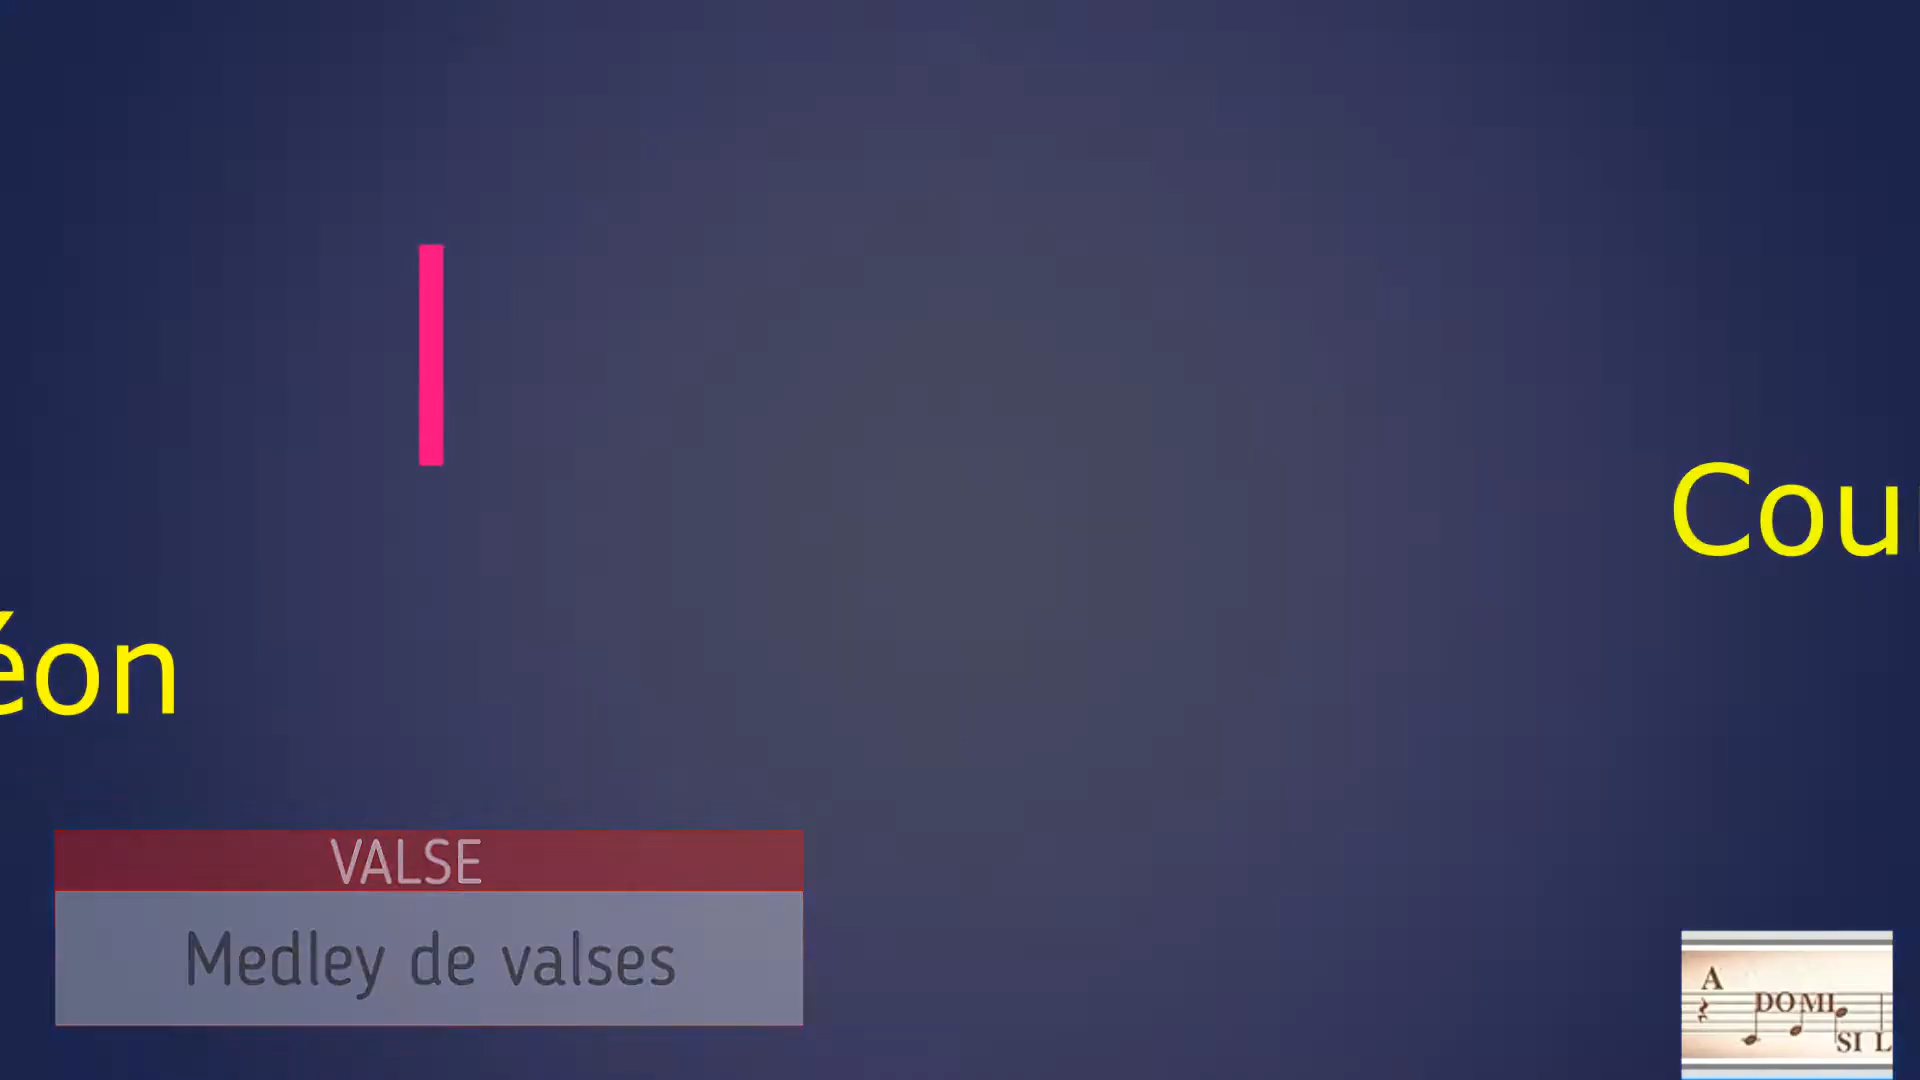 Cou
éon
VALSE
Medley de valses
A
DO MI
SI L